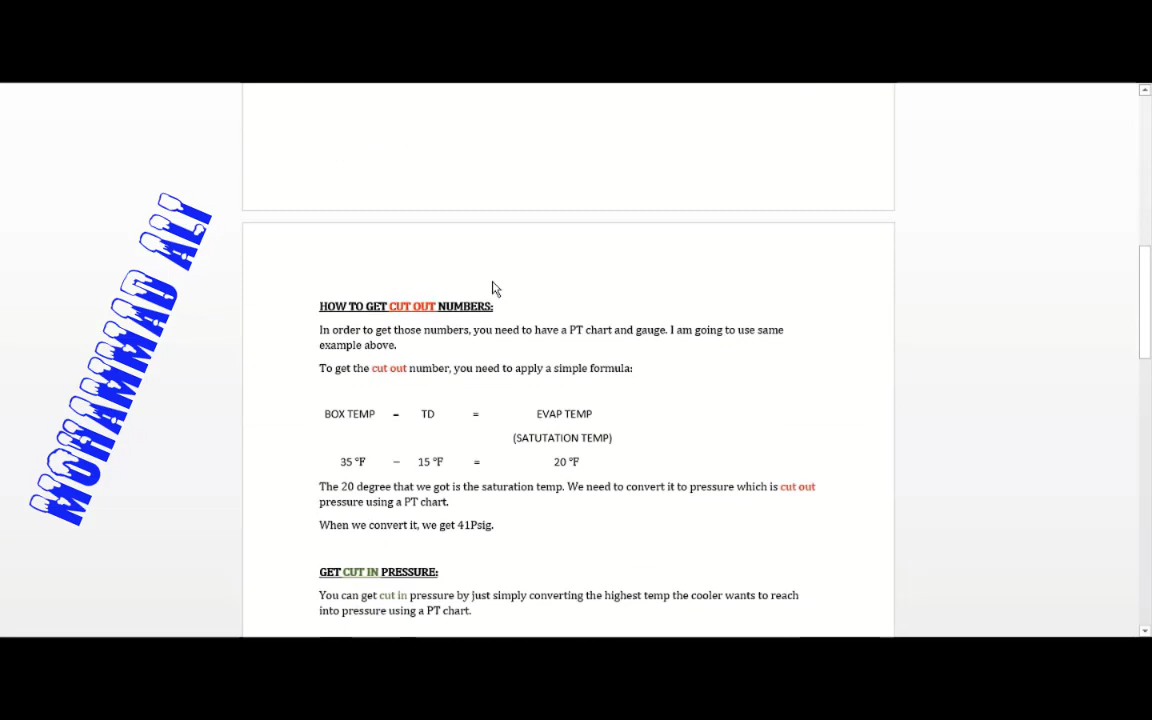 MOHAMMAD ALI
HOW TO GET CUT OUT NUMBERS:
In order to get those numbers, you need to have a PT chart and gauge. I am going to use same
example above.
To get the cut out number, you need to apply a simple formula:
BOX TEMP – TD = EVAP TEMP
(SATUTATION TEMP)
35 °F – 15 °F = 20 °F
The 20 degree that we got is the saturation temp. We need to convert it to pressure which is cut out
pressure using a PT chart.
When we convert it, we get 41Psig.
GET CUT IN PRESSURE:
You can get cut in pressure by just simply converting the highest temp the cooler wants to reach
into pressure using a PT chart.